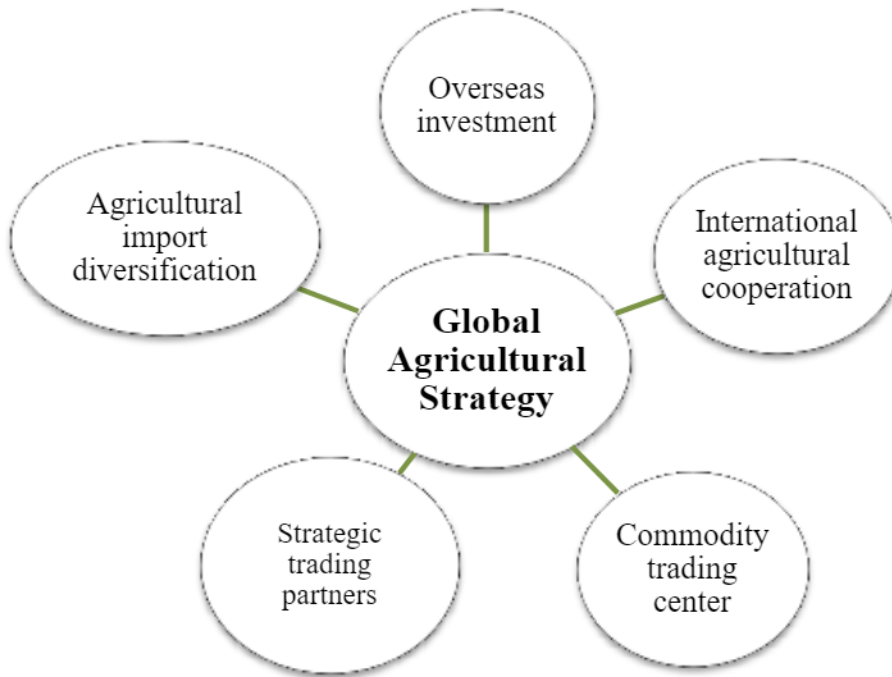 Overseas
investment
Agricultural
import
diversification
International
agricultural
cooperation
Global
Agricultural
Strategy
Strategic
trading
partners
Commodity
trading
center